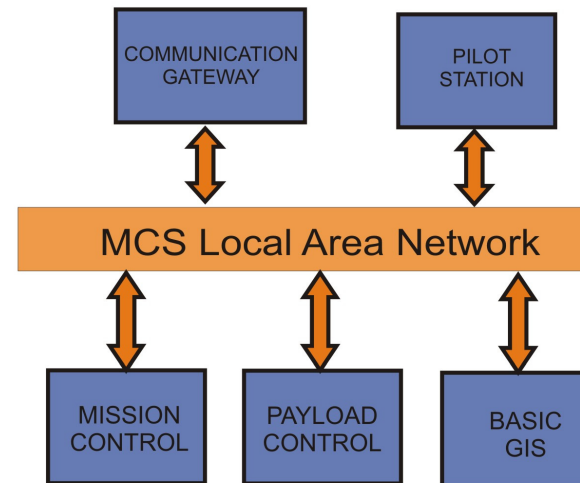 COMMUNICATION
GATEWAY
PILOT
STATION
MCS Local Area Network
MISSION
CONTROL
PAYLOAD
CONTROL
BASIC
GIS